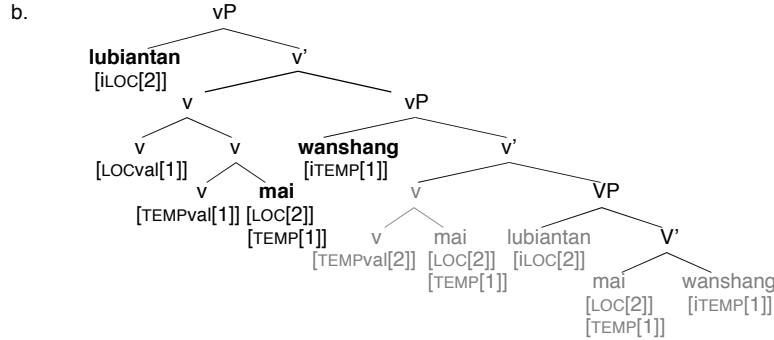 b. vP
lubiantan v’
[iLOC[2]]
v vP
v v wanshang v’
[LOCval[1]] [iTEMP[1]]
v mai v VP
[TEMPval[1]] [LOC[2]] v mai lubiantan V’
[TEMP[1]] [TEMPval[2]] [LOC[2]] [iLOC[2]]
[TEMP[1]] mai wanshang
[LOC[2]] [iTEMP[1]]
[TEMP[1]]